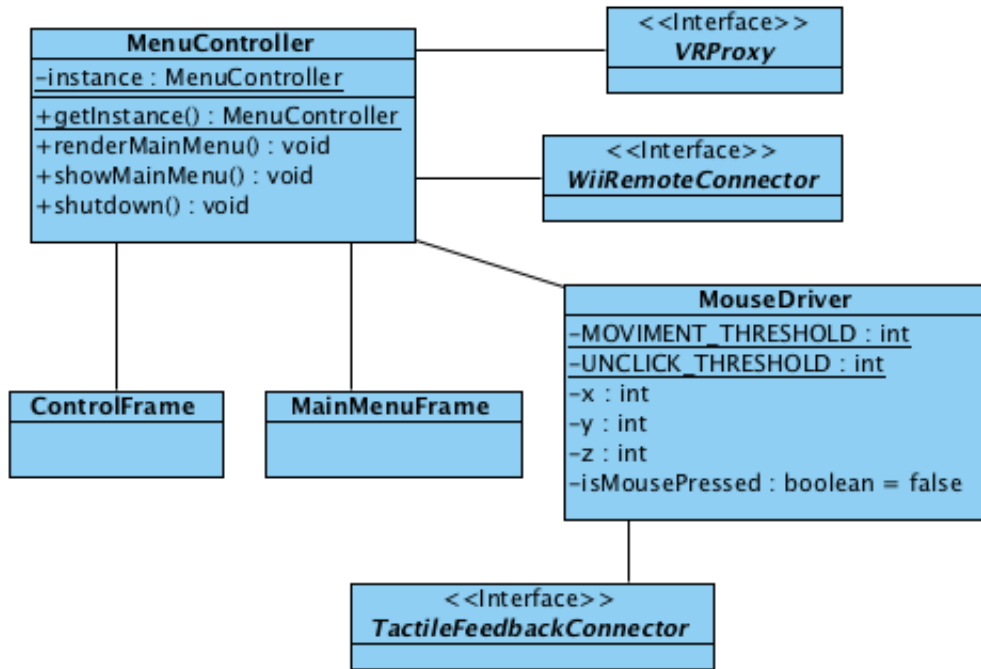 MenuController
-instance : MenuController
+getInstance() : MenuController
+renderMainMenu() : void
+showMainMenu() : void
+shutdown() : void
<<Interface>>
VRProxy
<<Interface>>
WiiRemoteConnector
MouseDriver
-MOVIMENT_THRESHOLD : int
-UNCLICK_THRESHOLD : int
-x : int
-y : int
-z : int
-isMousePressed : boolean = false
ControlFrame
MainMenuFrame
<<Interface>>
TactileFeedbackConnector